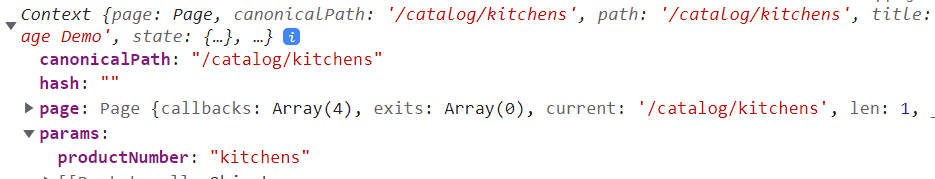 Context {page: Page, canonicalPath: '/catalog/kitchens', path: '/catalog/kitchens', title:
age Demo', state: {…}, …} i
canonicalPath: "/catalog/kitchens"
hash: ""
page: Page {callbacks: Array(4), exits: Array(0), current: '/catalog/kitchens', len: 1, _
params:
productNumber: "kitchens"